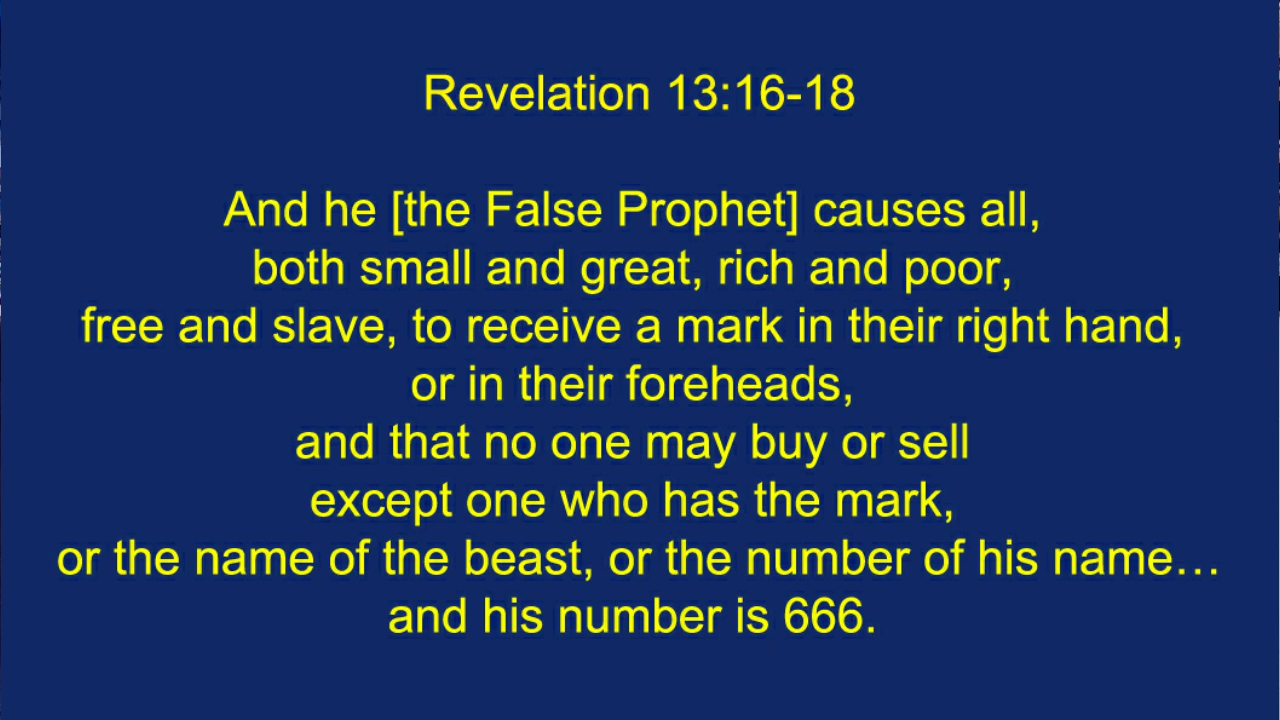 Revelation 13:16-18
And he [the False Prophet] causes all,
both small and great, rich and poor,
free and slave, to receive a mark in their right hand,
or in their foreheads,
and that no one may buy or sell
except one who has the mark,
or the name of the beast, or the number of his name…
and his number is 666.